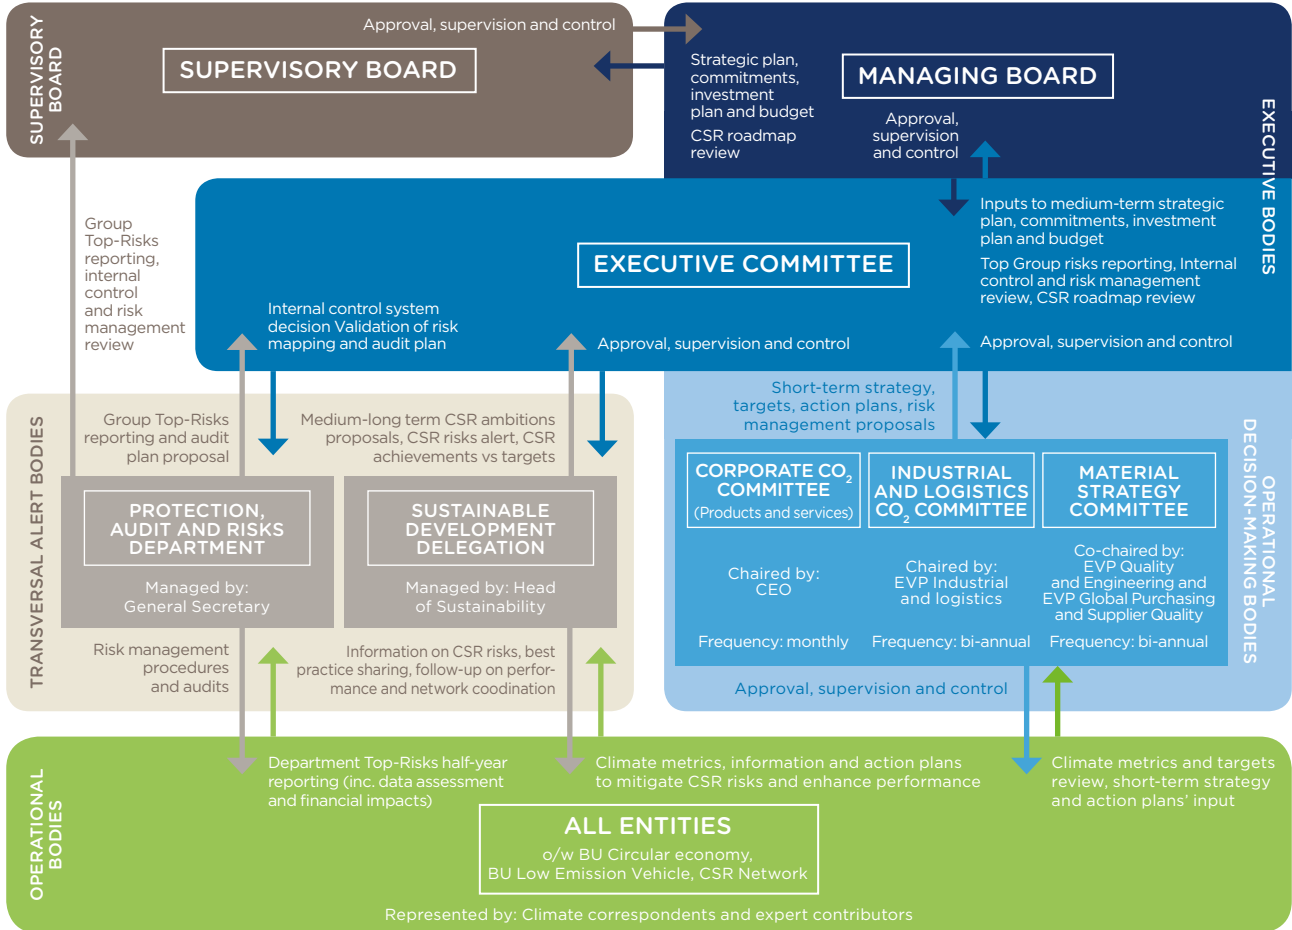 SUPERVISORY
BOARD
Approval, supervision and control
SUPERVISORY BOARD
Strategic plan,
commitments,
investment
plan and budget
CSR roadmap
review
MANAGING BOARD
Approval,
supervision
and control
EXECUTIVE BODIES
Group
Top-Risks
reporting,
internal
control
and risk
management
review
EXECUTIVE COMMITTEE
Inputs to medium-term strategic
plan, commitments, investment
plan and budget
Top Group risks reporting, Internal
control and risk management
review, CSR roadmap review
Internal control system
decision Validation of risk
mapping and audit plan
Approval, supervision and control
Approval, supervision and control
TRANSVERSAL ALERT BODIES
Group Top-Risks
reporting and audit
plan proposal
Medium-long term CSR ambitions
proposals, CSR risks alert, CSR
achievements vs targets
PROTECTION,
AUDIT AND RISKS
DEPARTMENT
Managed by:
General Secretary
SUSTAINABLE
DEVELOPMENT
DELEGATION
Managed by: Head
of Sustainability
Risk management
procedures
and audits
Information on CSR risks, best
practice sharing, follow-up on perfor-
mance and network coodination
Short-term strategy,
targets, action plans, risk
management proposals
OPERATIONAL
DECISION-MAKING BODIES
CORPORATE CO₂
COMMITTEE
(Products and services)
Chaired by:
CEO
Frequency: monthly
INDUSTRIAL
AND LOGISTICS
CO₂ COMMITTEE
Chaired by:
EVP Industrial
and logistics
Frequency: bi-annual
MATERIAL
STRATEGY
COMMITTEE
Co-chaired by:
EVP Quality
and Engineering and
EVP Global Purchasing
and Supplier Quality
Frequency: bi-annual
Approval, supervision and control
OPERATIONAL
BODIES
Department Top-Risks half-year
reporting (inc. data assessment
and financial impacts)
Climate metrics, information and action plans
to mitigate CSR risks and enhance performance
Climate metrics and targets
review, short-term strategy
and action plans' input
ALL ENTITIES
o/w BU Circular economy,
BU Low Emission Vehicle, CSR Network
Represented by: Climate correspondents and expert contributors